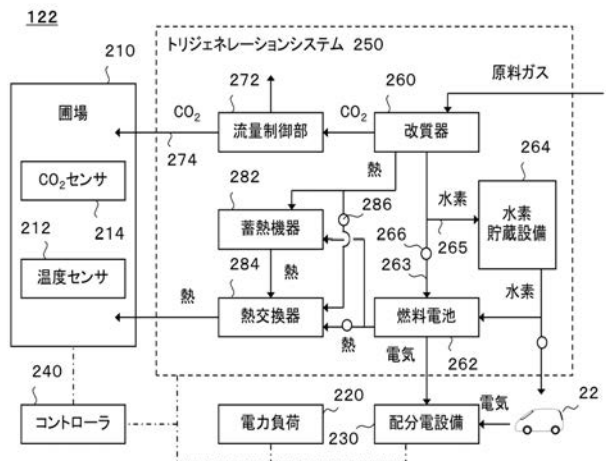 122
210
トリジェネレーションシステム 250
原料ガス
272
260
圃場
CO2
流量制御部
CO2
改質器
264
274
282
熱
286
水素
CO2センサ
蓄熱機器
266
265
水素
貯蔵設備
212
214
284
熱
263
水素
温度センサ
熱
熱交換器
燃料電池
熱
電気
262
240
220
電気
22
コントローラ
電力負荷
配分電設備
230